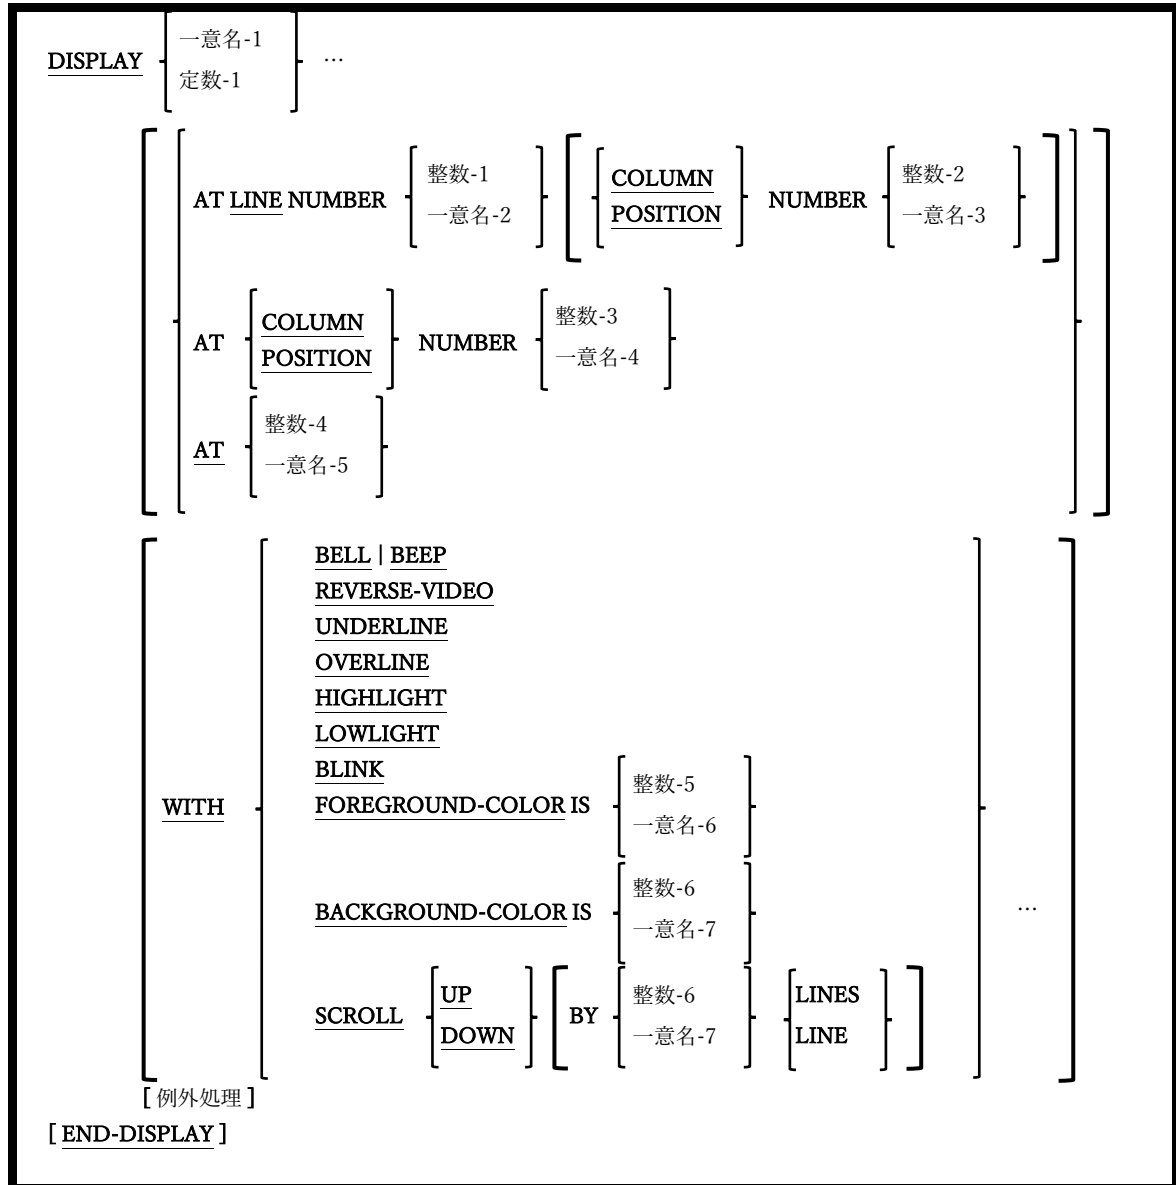 DISPLAY
一意名-1
定数-1
…
AT LINE NUMBER
整数-1
一意名-2
COLUMN
POSITION
NUMBER
整数-2
一意名-3
AT
COLUMN
POSITION
NUMBER
整数-3
一意名-4
AT
整数-4
一意名-5
WITH
BELL | BEEP
REVERSE-VIDEO
UNDERLINE
OVERLINE
HIGHLIGHT
LOWLIGHT
BLINK
FOREGROUND-COLOR IS
整数-5
一意名-6
BACKGROUND-COLOR IS
整数-6
一意名-7
…
SCROLL
UP
DOWN
BY
整数-6
一意名-7
LINES
LINE
[ 例外処理 ]
[ END-DISPLAY ]